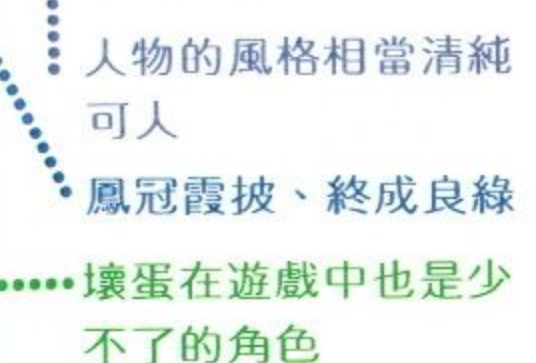 人物的風格相當清純
可人
鳳冠霞披、終成良綠
壞蛋在遊戲中也是少
不了的角色